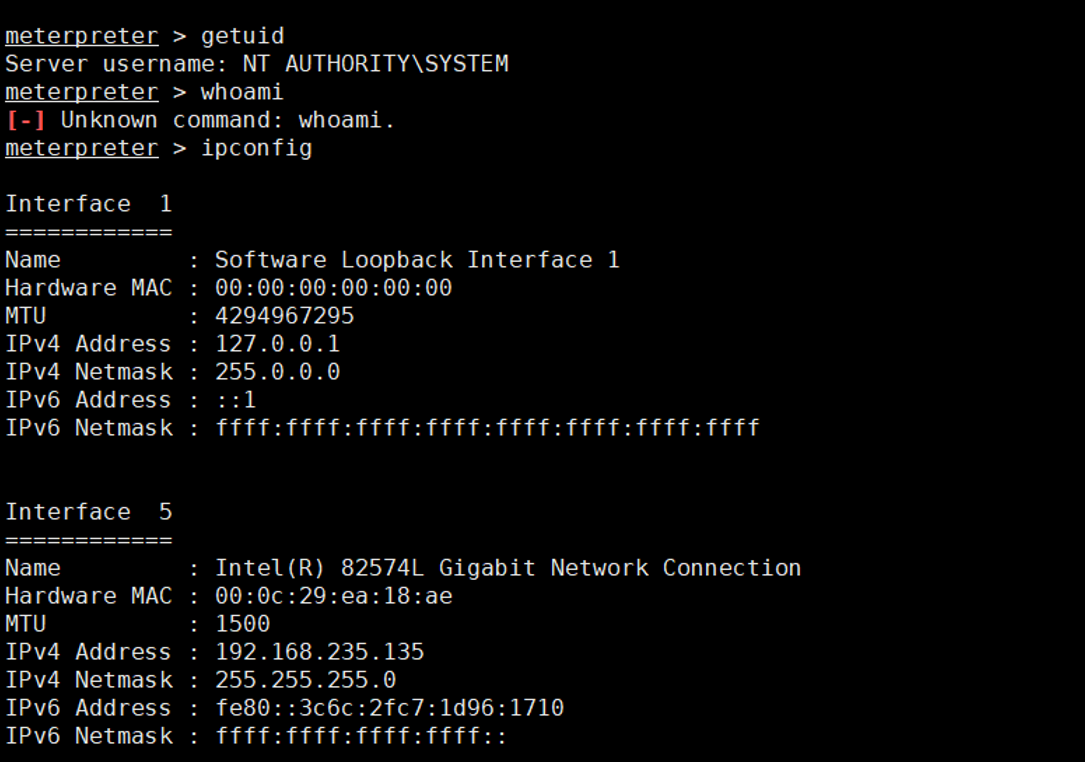 meterpreter > getuid
Server username: NT AUTHORITY\SYSTEM
meterpreter > whoami
[-] Unknown command: whoami.
meterpreter > ipconfig
Interface  1
============
Name         : Software Loopback Interface 1
Hardware MAC : 00:00:00:00:00:00
MTU          : 4294967295
IPv4 Address : 127.0.0.1
IPv4 Netmask : 255.0.0.0
IPv6 Address : ::1
IPv6 Netmask : ffff:ffff:ffff:ffff:ffff:ffff:ffff:ffff
Interface  5
============
Name         : Intel(R) 82574L Gigabit Network Connection
Hardware MAC : 00:0c:29:ea:18:ae
MTU          : 1500
IPv4 Address : 192.168.235.135
IPv4 Netmask : 255.255.255.0
IPv6 Address : fe80::3c6c:2fc7:1d96:1710
IPv6 Netmask : ffff:ffff:ffff:ffff::